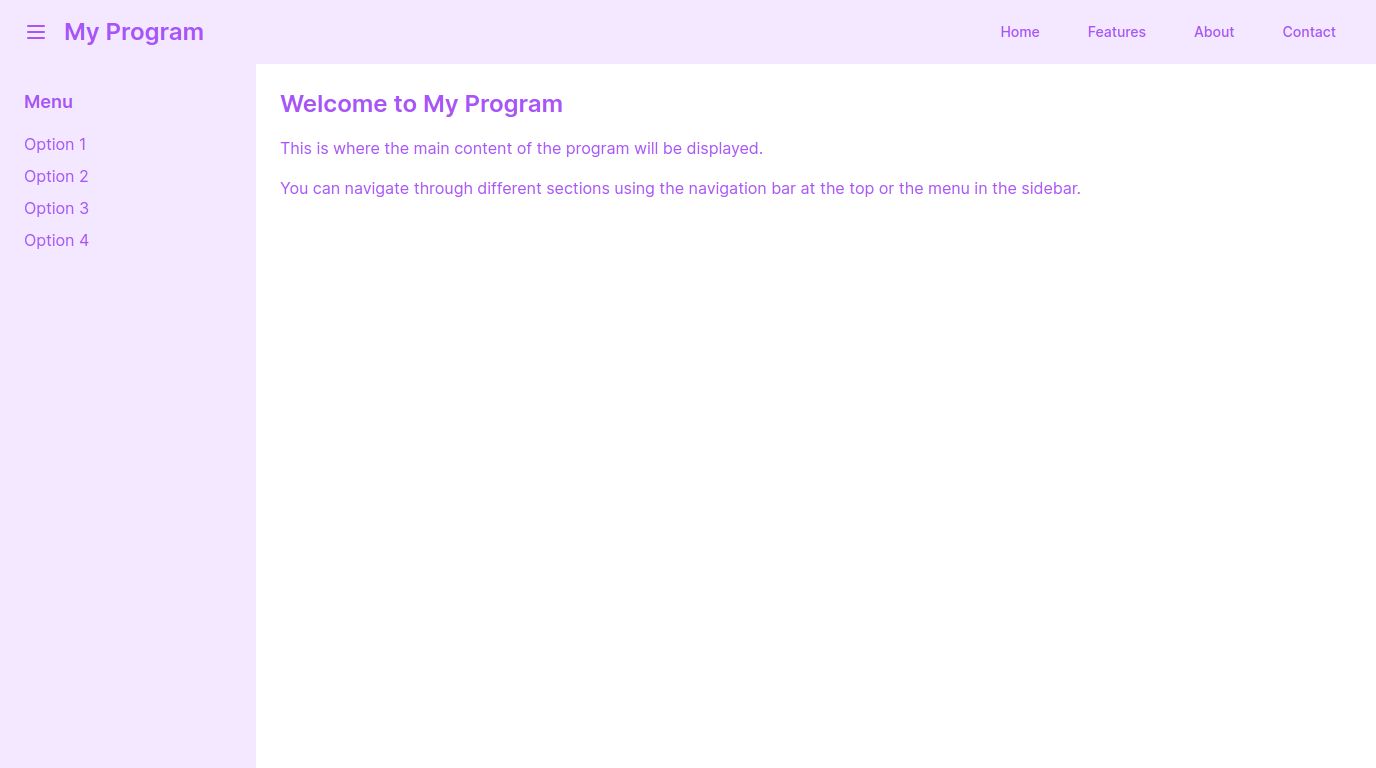 My Program
Home
Features
About
Contact
Menu
Option 1
Option 2
Option 3
Option 4
Welcome to My Program
This is where the main content of the program will be displayed.
You can navigate through different sections using the navigation bar at the top or the menu in the sidebar.